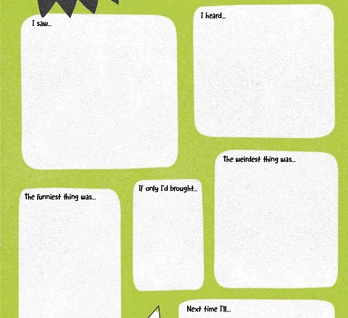 I saw...
I heard...
The weirdest thing was...
If only I'd brought...
The funniest thing was...
Next time I'll...